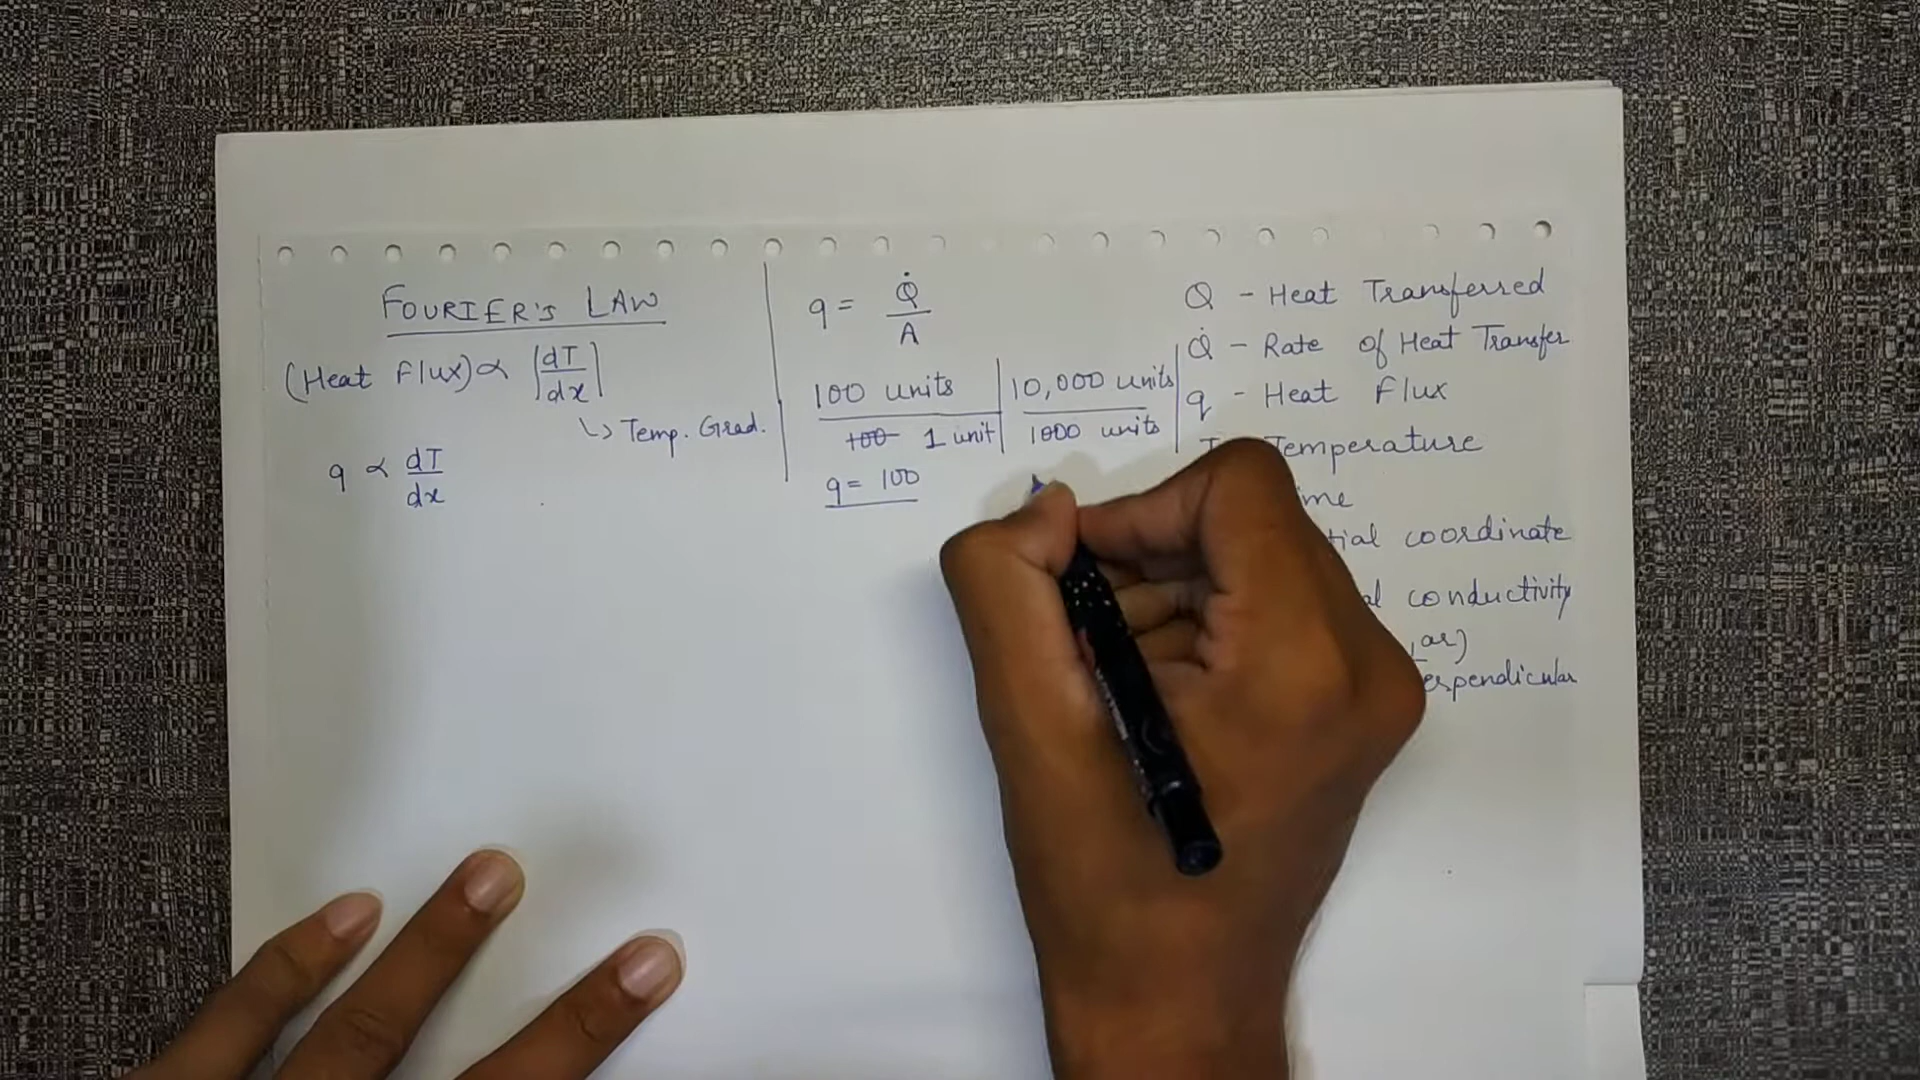 FOURIER'S LAW
(Heat Flux) ∝ |dT/dx|
↳ Temp. Grad.
q ∝ dT/dx
q = Q̇/A
100 units
100 1 unit
q = 100
10,000 units
1000 units
Q - Heat Transferred
Q̇ - Rate of Heat Transfer
q - Heat Flux
Temperature
coordinate
conductivity
ar)